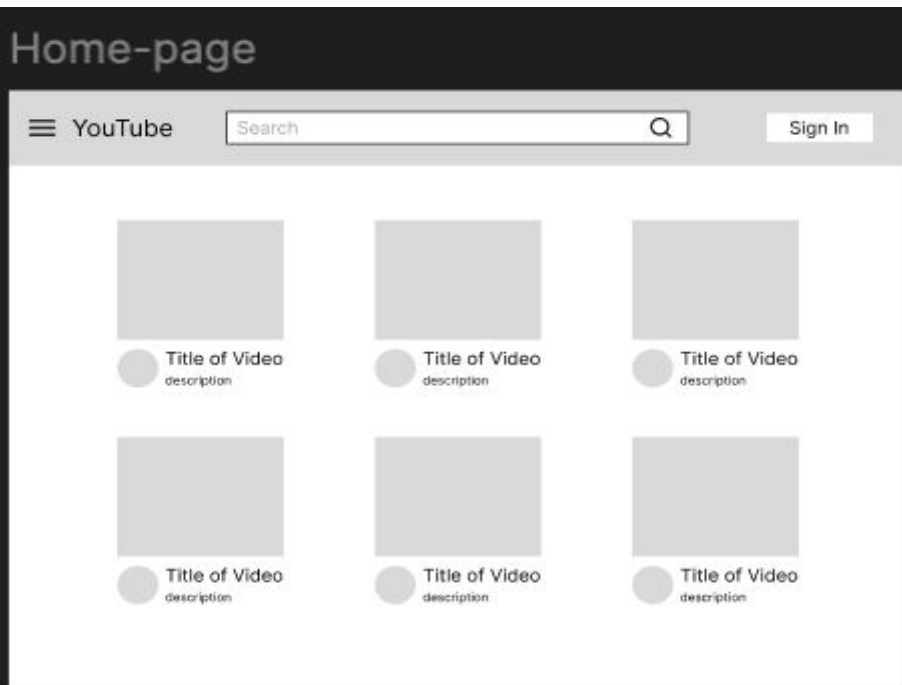 Home-page
YouTube
Search
Sign In
Title of Video
description
Title of Video
description
Title of Video
description
Title of Video
description
Title of Video
description
Title of Video
description